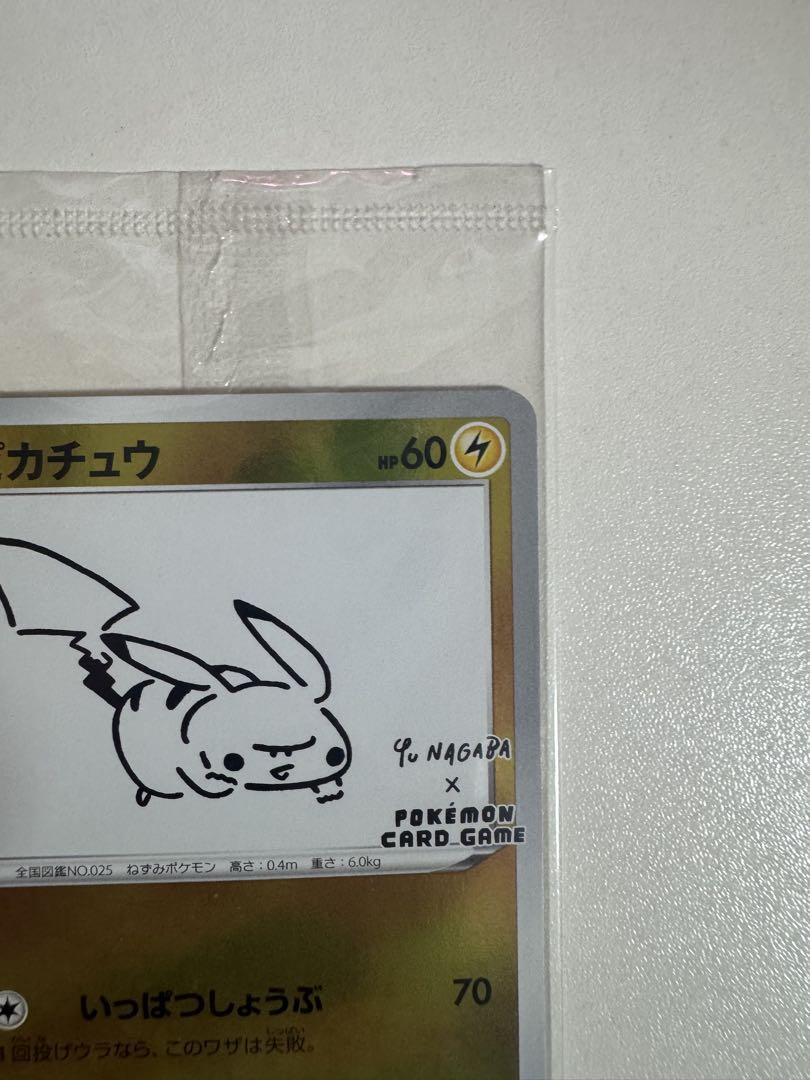 ピカチュウ HP60
YU NAGABA
×
POKÉMON
CARD GAME
全国図鑑NO.025 ねずみポケモン 高さ:0.4m 重さ:6.0kg
いっぱつしょうぶ 70
回投げウラなら、このワザは失敗。